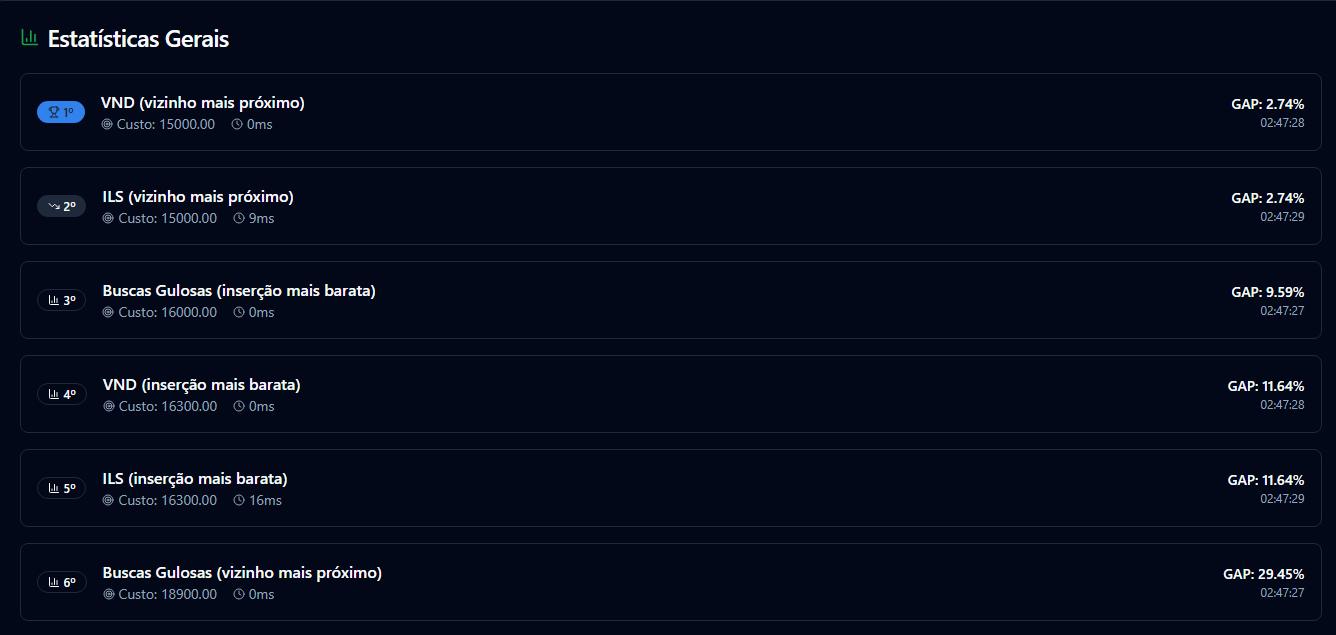 Estatísticas Gerais
1º
VND (vizinho mais próximo)
Custo: 15000.00 0ms
GAP: 2.74%
02:47:28
2º
ILS (vizinho mais próximo)
Custo: 15000.00 9ms
GAP: 2.74%
02:47:29
3º
Buscas Gulosas (inserção mais barata)
Custo: 16000.00 0ms
GAP: 9.59%
02:47:27
4º
VND (inserção mais barata)
Custo: 16300.00 0ms
GAP: 11.64%
02:47:28
5º
ILS (inserção mais barata)
Custo: 16300.00 16ms
GAP: 11.64%
02:47:29
6º
Buscas Gulosas (vizinho mais próximo)
Custo: 18900.00 0ms
GAP: 29.45%
02:47:27